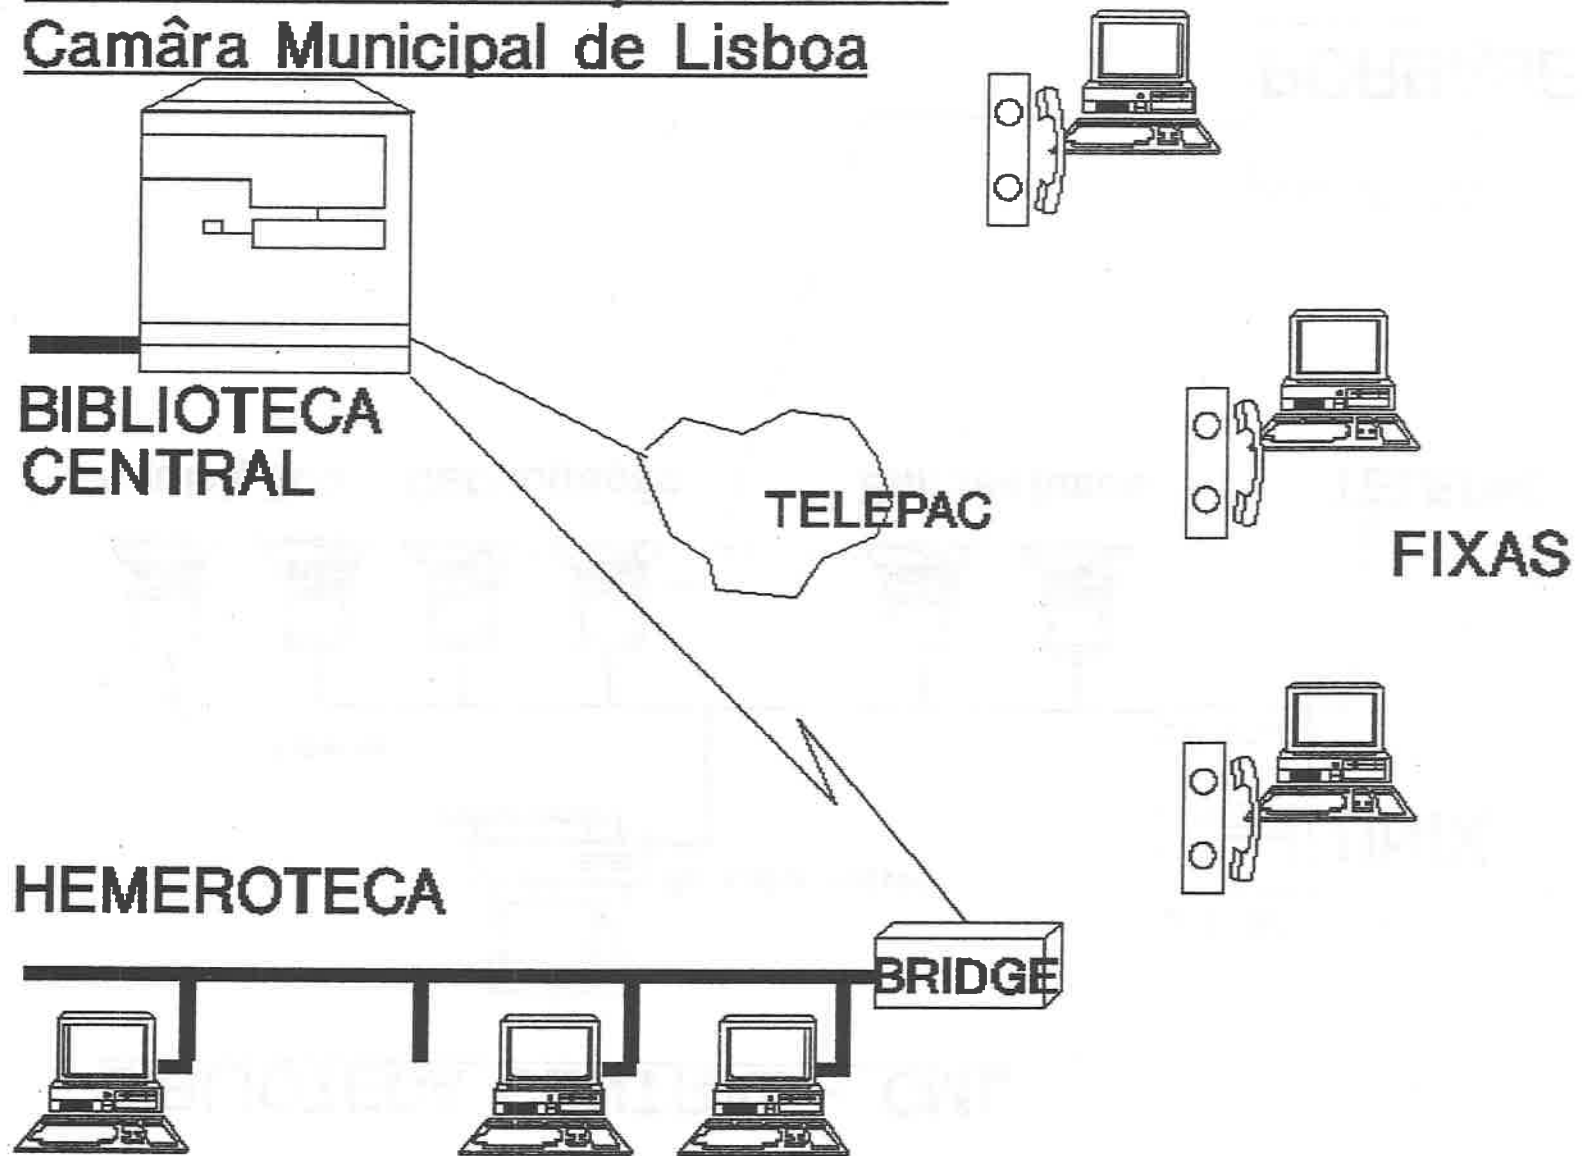 Camâra Municipal de Lisboa
BIBLIOTECA
CENTRAL
TELEPAC
FIXAS
HEMEROTECA
BRIDGE